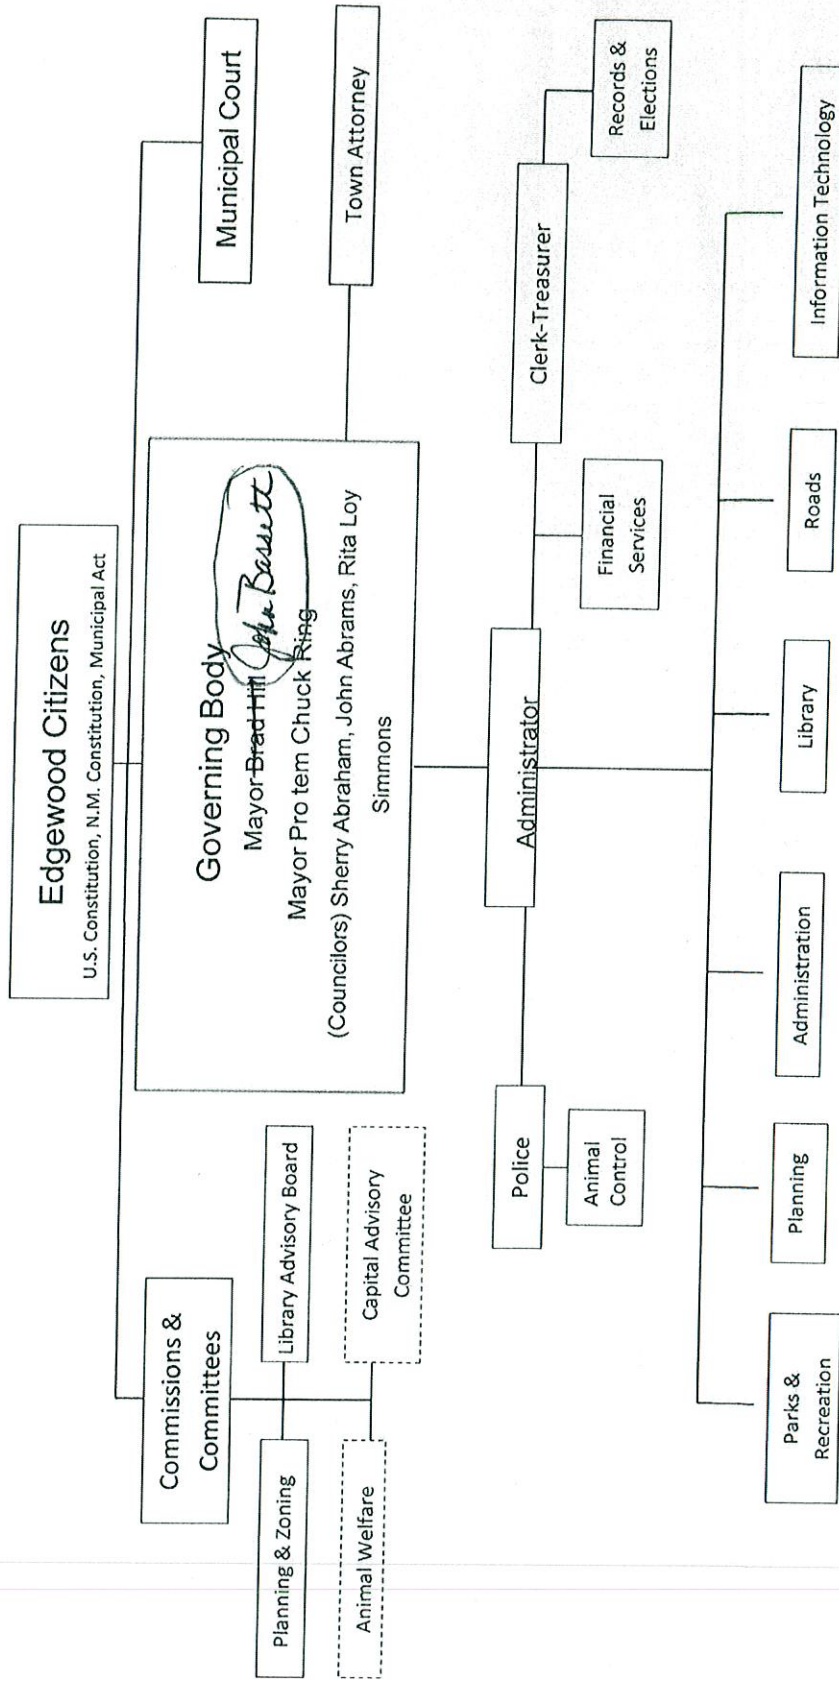 Edgewood Citizens
U.S. Constitution, N.M. Constitution, Municipal Act
Commissions &
Committees
Municipal Court
Governing Body
Mayor Brad Hill John Bassett
Mayor Pro tem Chuck Ring
(Councilors) Sherry Abraham, John Abrams, Rita Loy
Simmons
Town Attorney
Planning & Zoning
Library Advisory Board
Animal Welfare
Capital Advisory
Committee
Police
Administrator
Clerk-Treasurer
Animal
Control
Financial
Services
Records &
Elections
Parks &
Recreation
Planning
Administration
Library
Roads
Information Technology